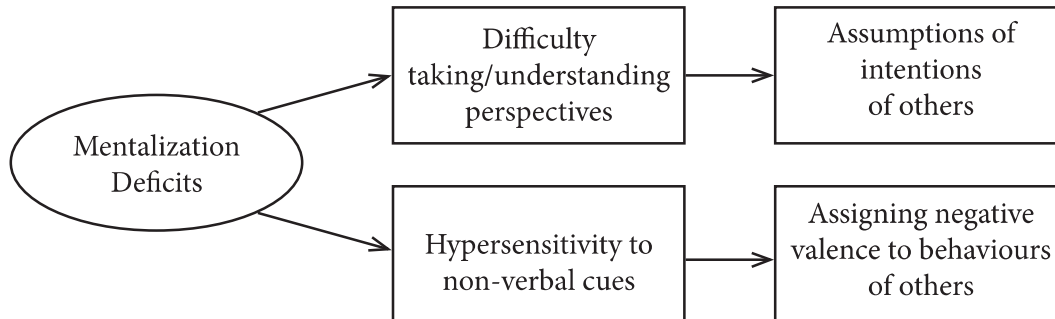 Mentalization
Deficits
Difficulty
taking/understanding
perspectives
Assumptions of
intentions
of others
Hypersensitivity to
non-verbal cues
Assigning negative
valence to behaviours
of others